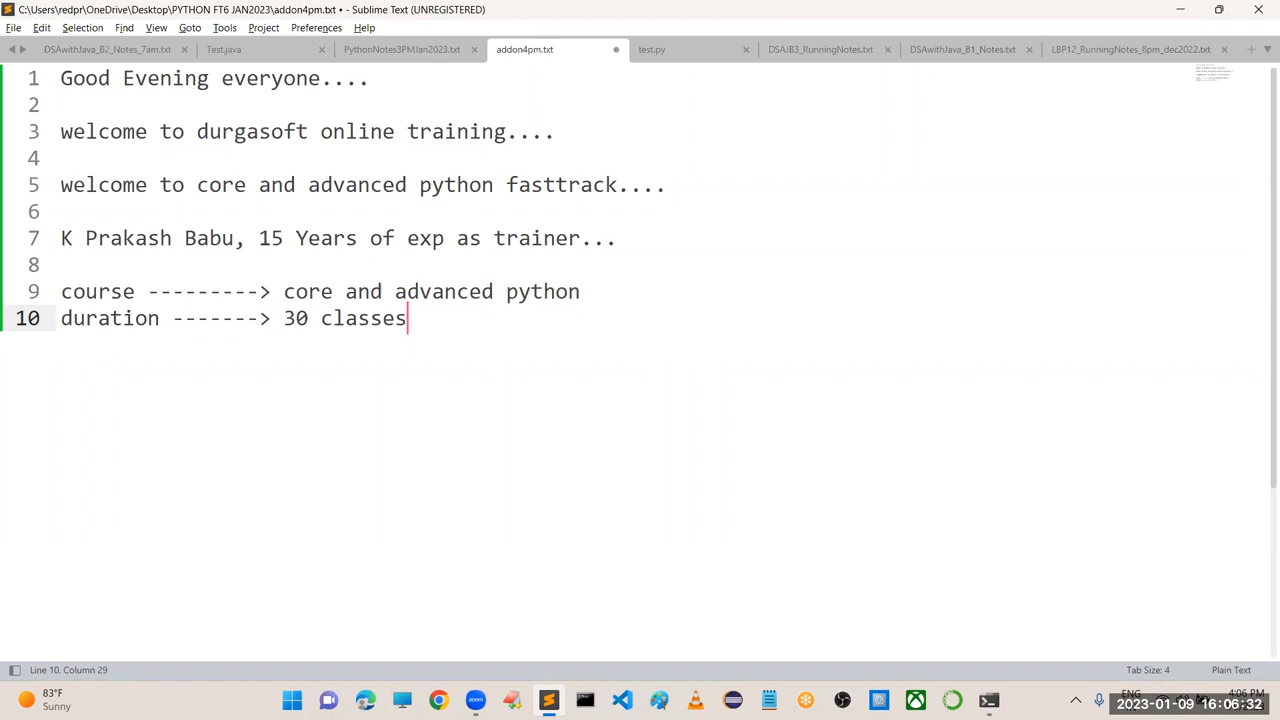 C:\Users\redpr\OneDrive\Desktop\PYTHON FT6 JAN2023\addon4pm.txt • - Sublime Text (UNREGISTERED)
File Edit Selection Find View Goto Tools Project Preferences Help
DSAwithJava_B2_Notes_7am.txt Test.java PythonNotes3PMJan2023.txt addon4pm.txt test.py DSAJB3_RunningNotes.txt DSAwithJava_B1_Notes.txt LBP12_RunningNotes_8pm_dec2022.txt
1 Good Evening everyone....
2
3 welcome to durgasoft online training....
4
5 welcome to core and advanced python fasttrack....
6
7 K Prakash Babu, 15 Years of exp as trainer...
8
9 course ---------> core and advanced python
10 duration -------> 30 classes
Line 10, Column 29 Tab Size: 4 Plain Text
83°F
Sunny
zoom
ENG
4:06 PM
2023-01-09 16:06:32